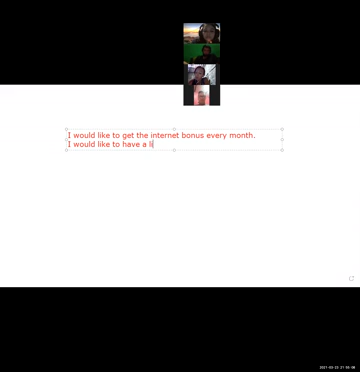 I would like to get the internet bonus every month.
I would like to have a li